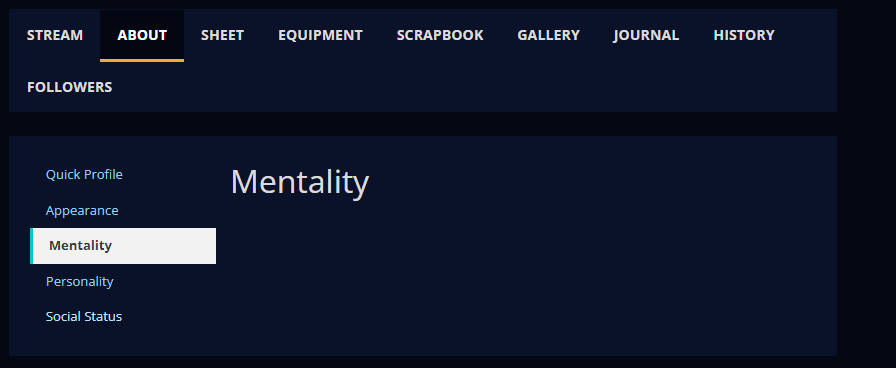 STREAM ABOUT SHEET EQUIPMENT SCRAPBOOK GALLERY JOURNAL HISTORY
FOLLOWERS
Quick Profile
Appearance
Mentality
Personality
Social Status
Mentality